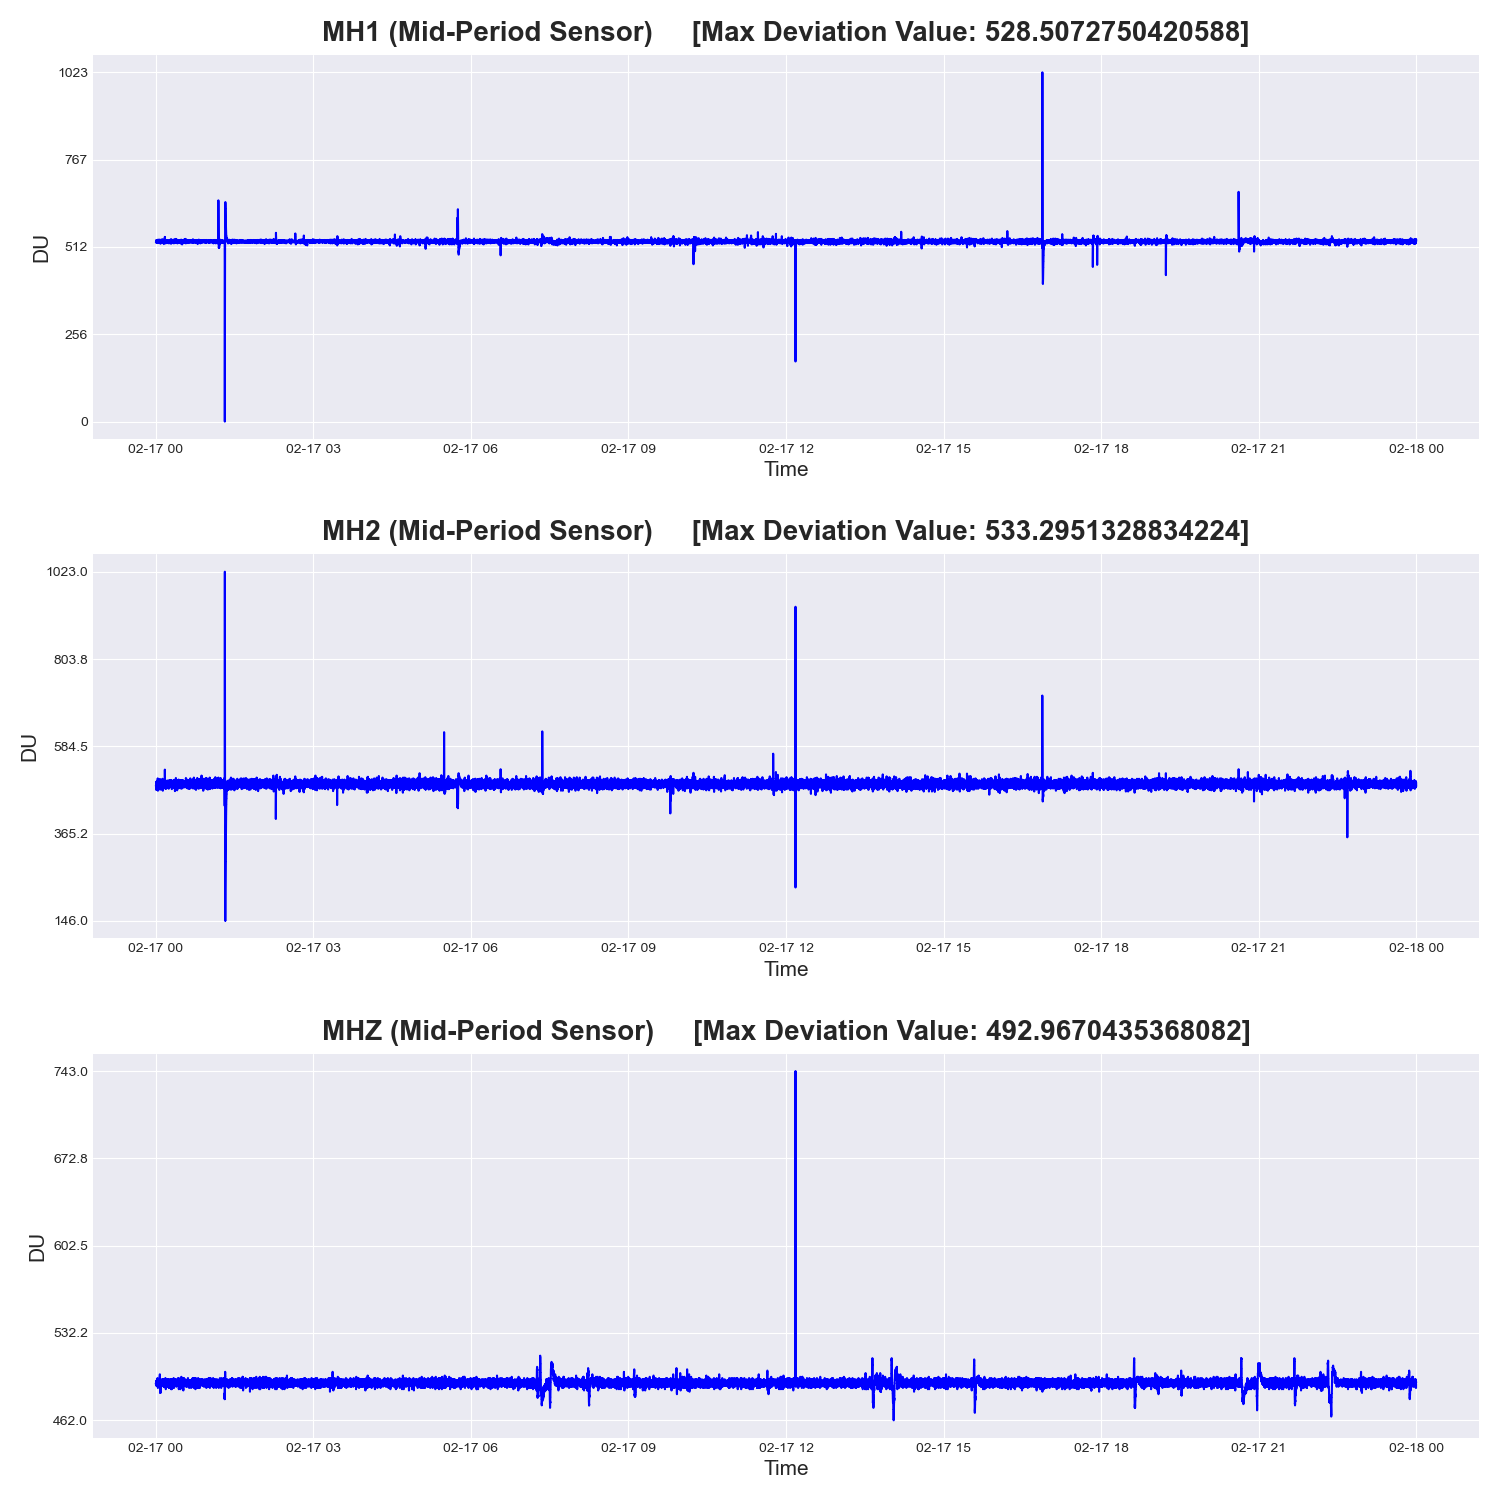 MH1 (Mid-Period Sensor) [Max Deviation Value: 528.5072750420588]
1023
767
512
256
0
DU
02-17 00 02-17 03 02-17 06 02-17 09 02-17 12 02-17 15 02-17 18 02-17 21 02-18 00
Time
MH2 (Mid-Period Sensor) [Max Deviation Value: 533.2951328834224]
1023.0
803.8
584.5
365.2
146.0
DU
02-17 00 02-17 03 02-17 06 02-17 09 02-17 12 02-17 15 02-17 18 02-17 21 02-18 00
Time
MHZ (Mid-Period Sensor) [Max Deviation Value: 492.9670435368082]
743.0
672.8
602.5
532.2
462.0
DU
02-17 00 02-17 03 02-17 06 02-17 09 02-17 12 02-17 15 02-17 18 02-17 21 02-18 00
Time